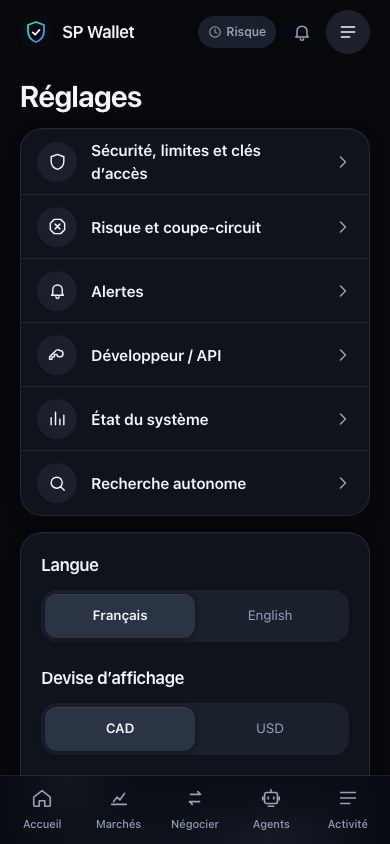 SP Wallet
Risque
Réglages
Sécurité, limites et clés
d’accès
Risque et coupe-circuit
Alertes
Développeur / API
État du système
Recherche autonome
Langue
Français
English
Devise d’affichage
CAD
USD
Accueil
Marchés
Négocier
Agents
Activité